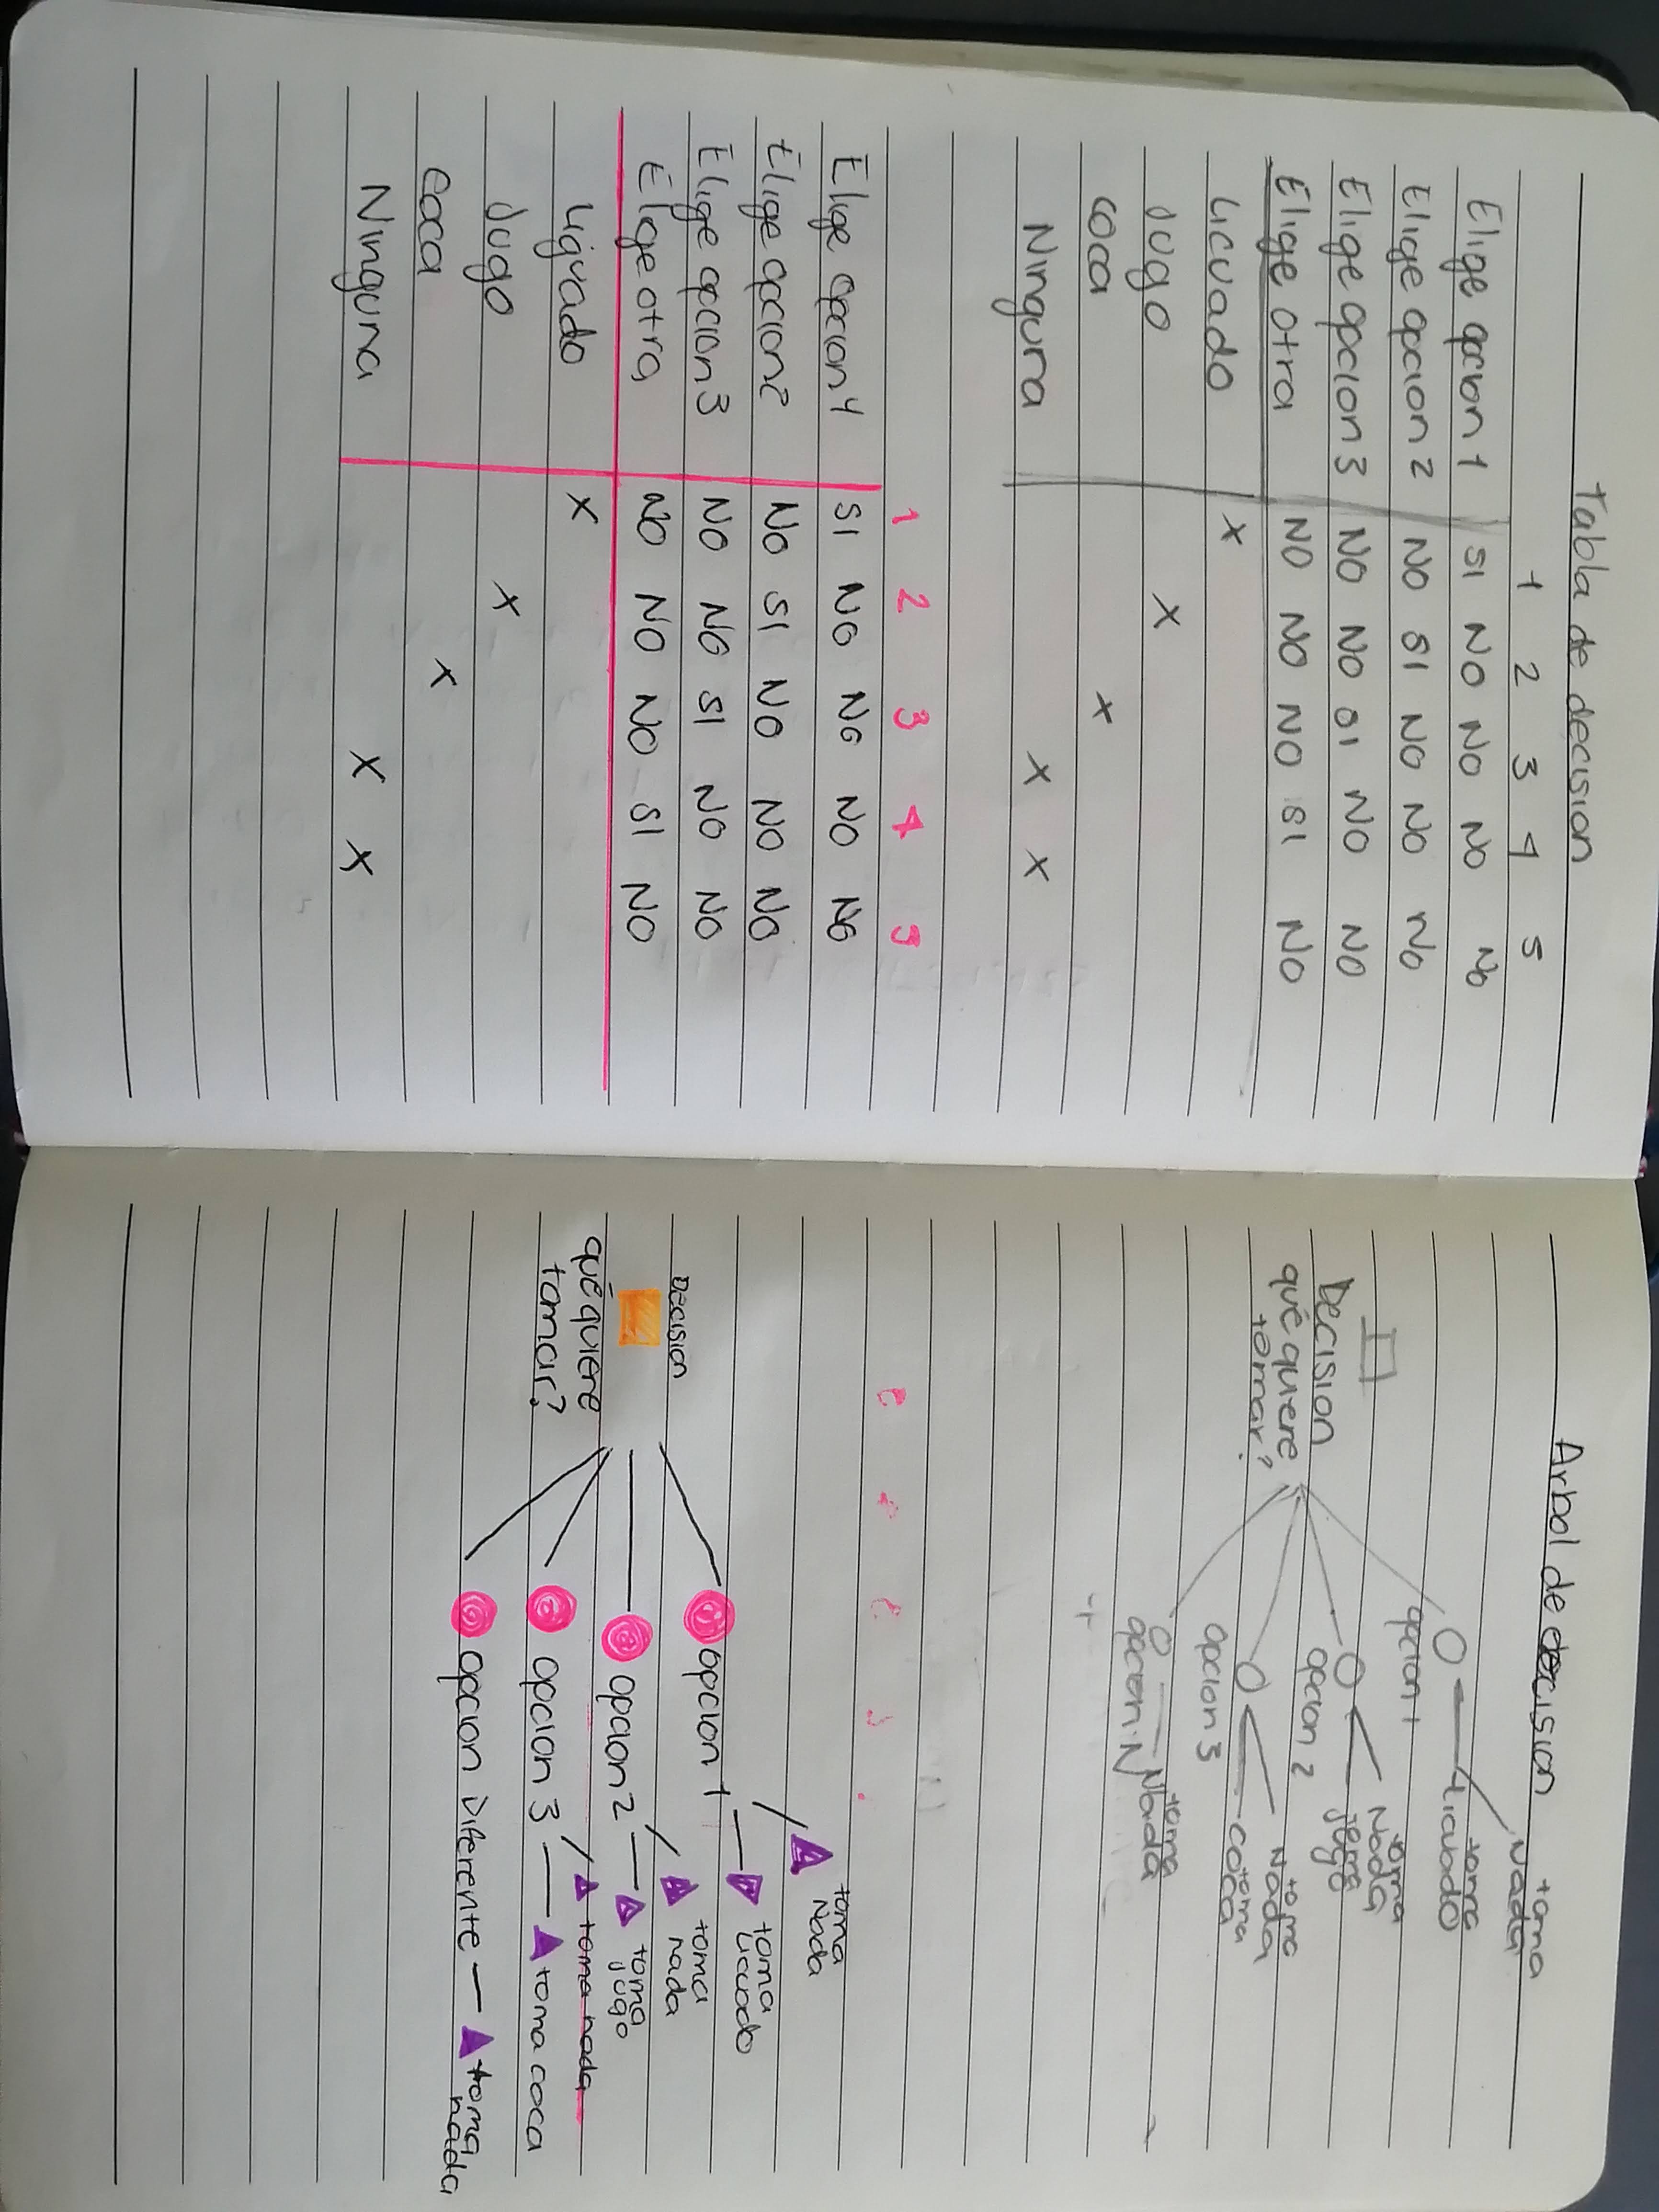 Tabla de decision
1 2 3 4 5
Elige opcion 1 SI NO NO NO No
Elige opcion 2 NO SI NO NO No
Elige opcion 3 NO NO SI NO NO
Elige otra NO NO NO SI NO
Licuado X
Jugo X
coca X
Ninguna X X
1 2 3 4 5
Elige opcion 1 SI NO NO NO NO
Elige opcion 2 NO SI NO NO NO
Elige opcion 3 NO NO SI NO NO
Elige otra NO NO NO SI NO
X
Jugo X
coca X
Ninguna X X
Arbol de decision
toma
Nada
toma
Licuado
opcion 1
toma
Nada
Decision
qué quiere
tomar?
toma
jugo
opcion 2
toma
Nada
toma
coca
opcion 3
toma
Nada
opcion N
toma
Nada
opcion 1
toma
Licuado
Decision
toma
nada
opcion 2
toma
jugo
qué quiere
tomar?
toma nada
opcion 3
toma coca
opcion Diferente
toma
nada